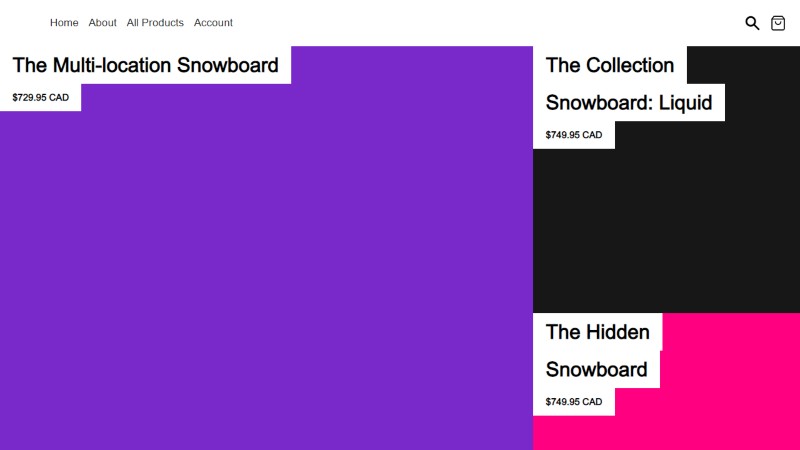 Home About All Products Account
The Multi-location Snowboard
$729.95 CAD
The Collection
Snowboard: Liquid
$749.95 CAD
The Hidden
Snowboard
$749.95 CAD